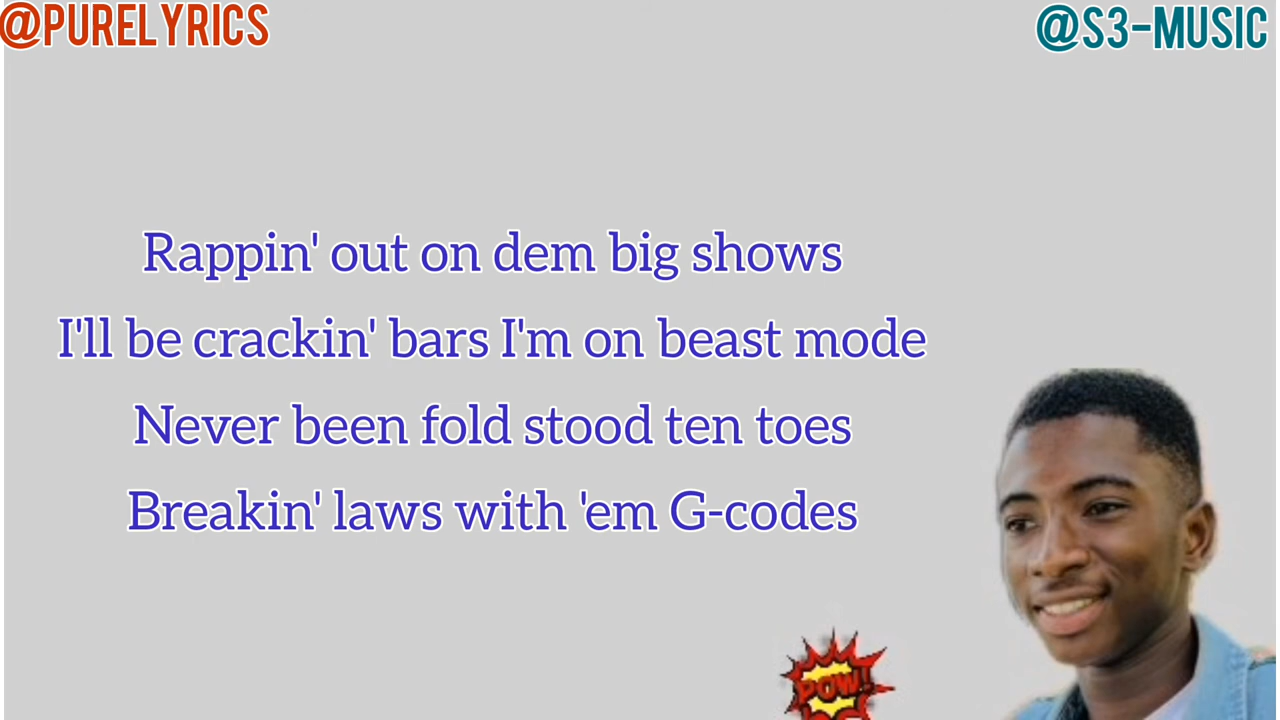 @PURELYRICS
@S3-MUSIC
Rappin' out on dem big shows
I'll be crackin' bars I'm on beast mode
Never been fold stood ten toes
Breakin' laws with 'em G-codes
POW!